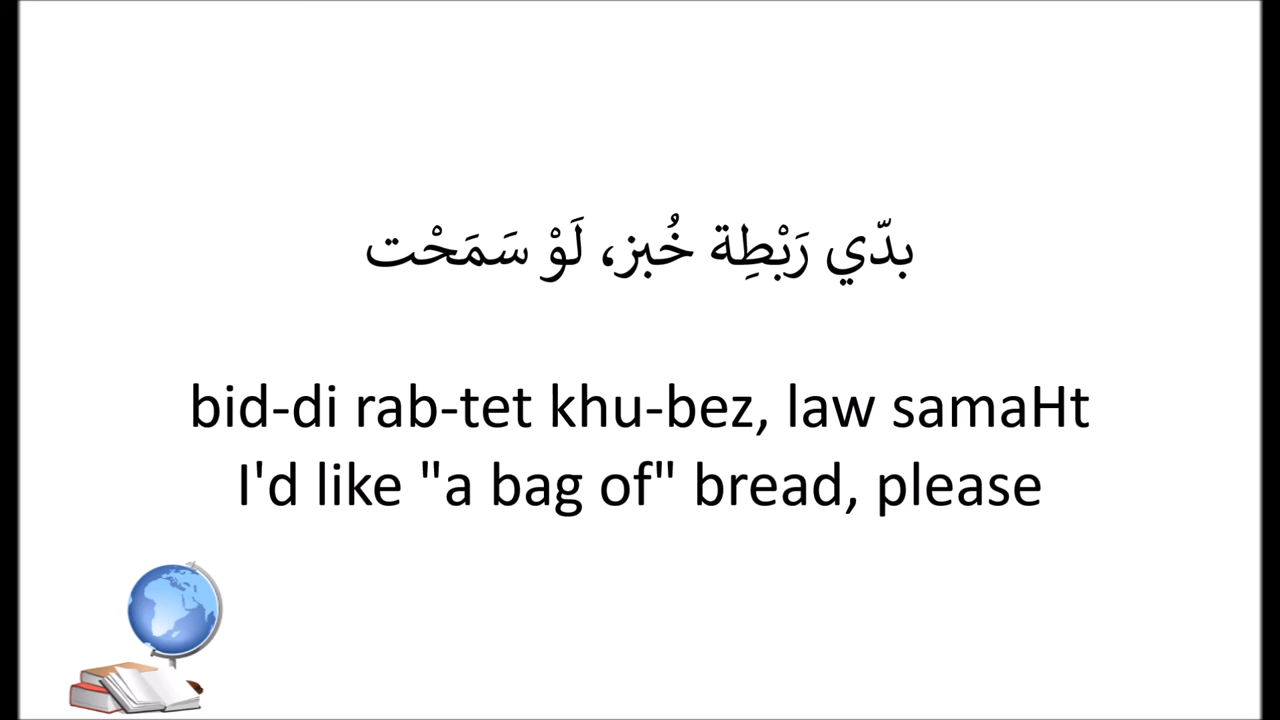 بدّي رَبْطِة خُبز، لَوْ سَمَحْت
bid-di rab-tet khu-bez, law samaHt
I'd like "a bag of" bread, please